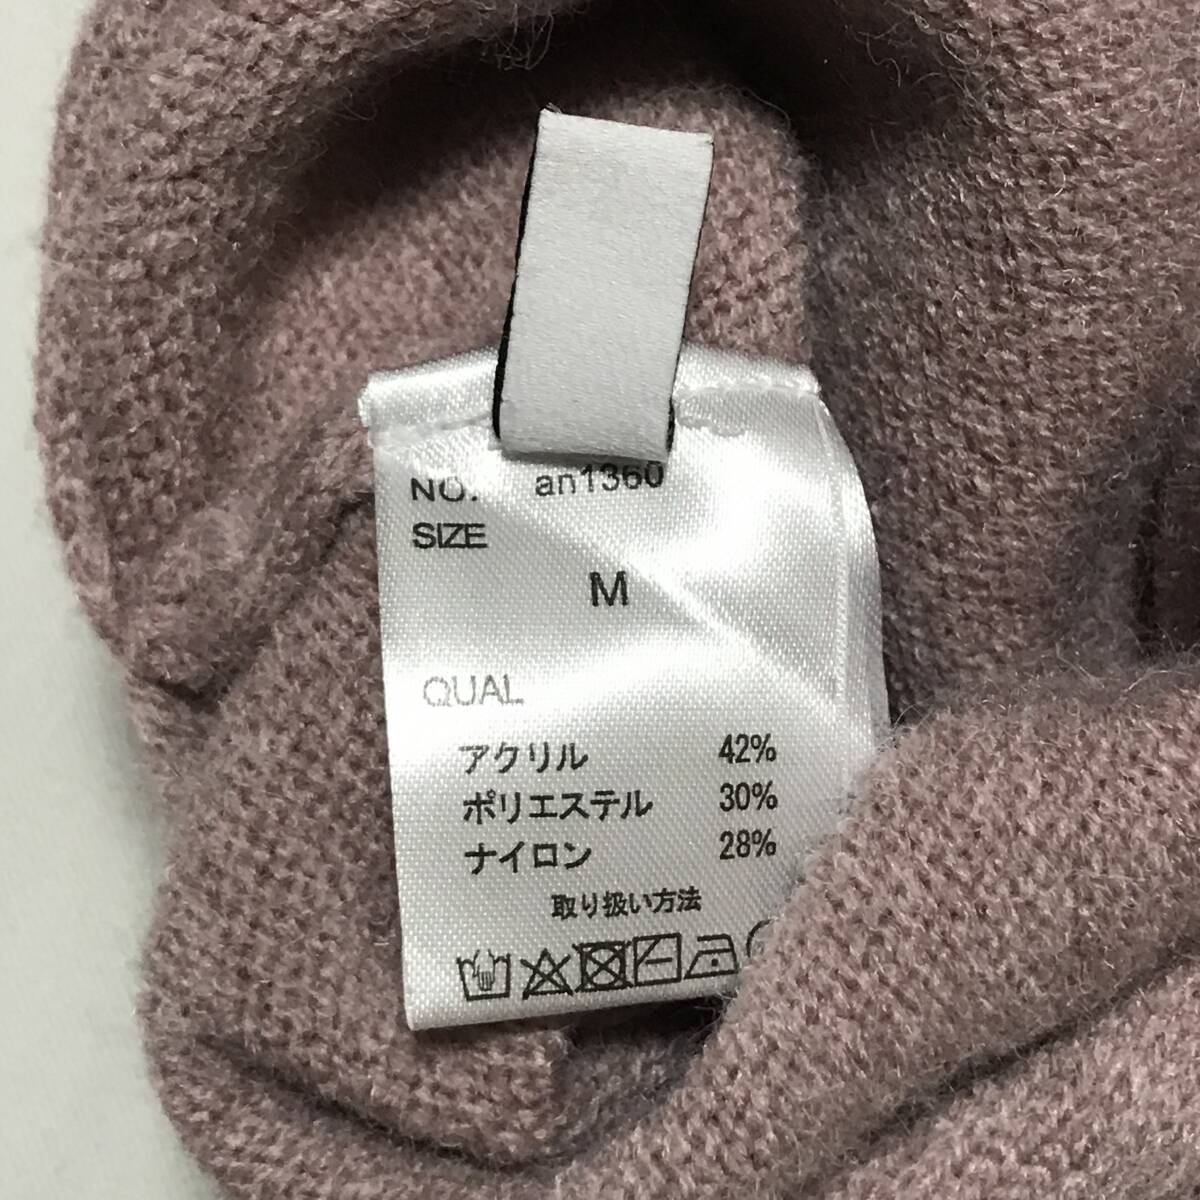 NO. an1360
SIZE
M
QUAL
アクリル 42%
ポリエステル 30%
ナイロン 28%
取り扱い方法